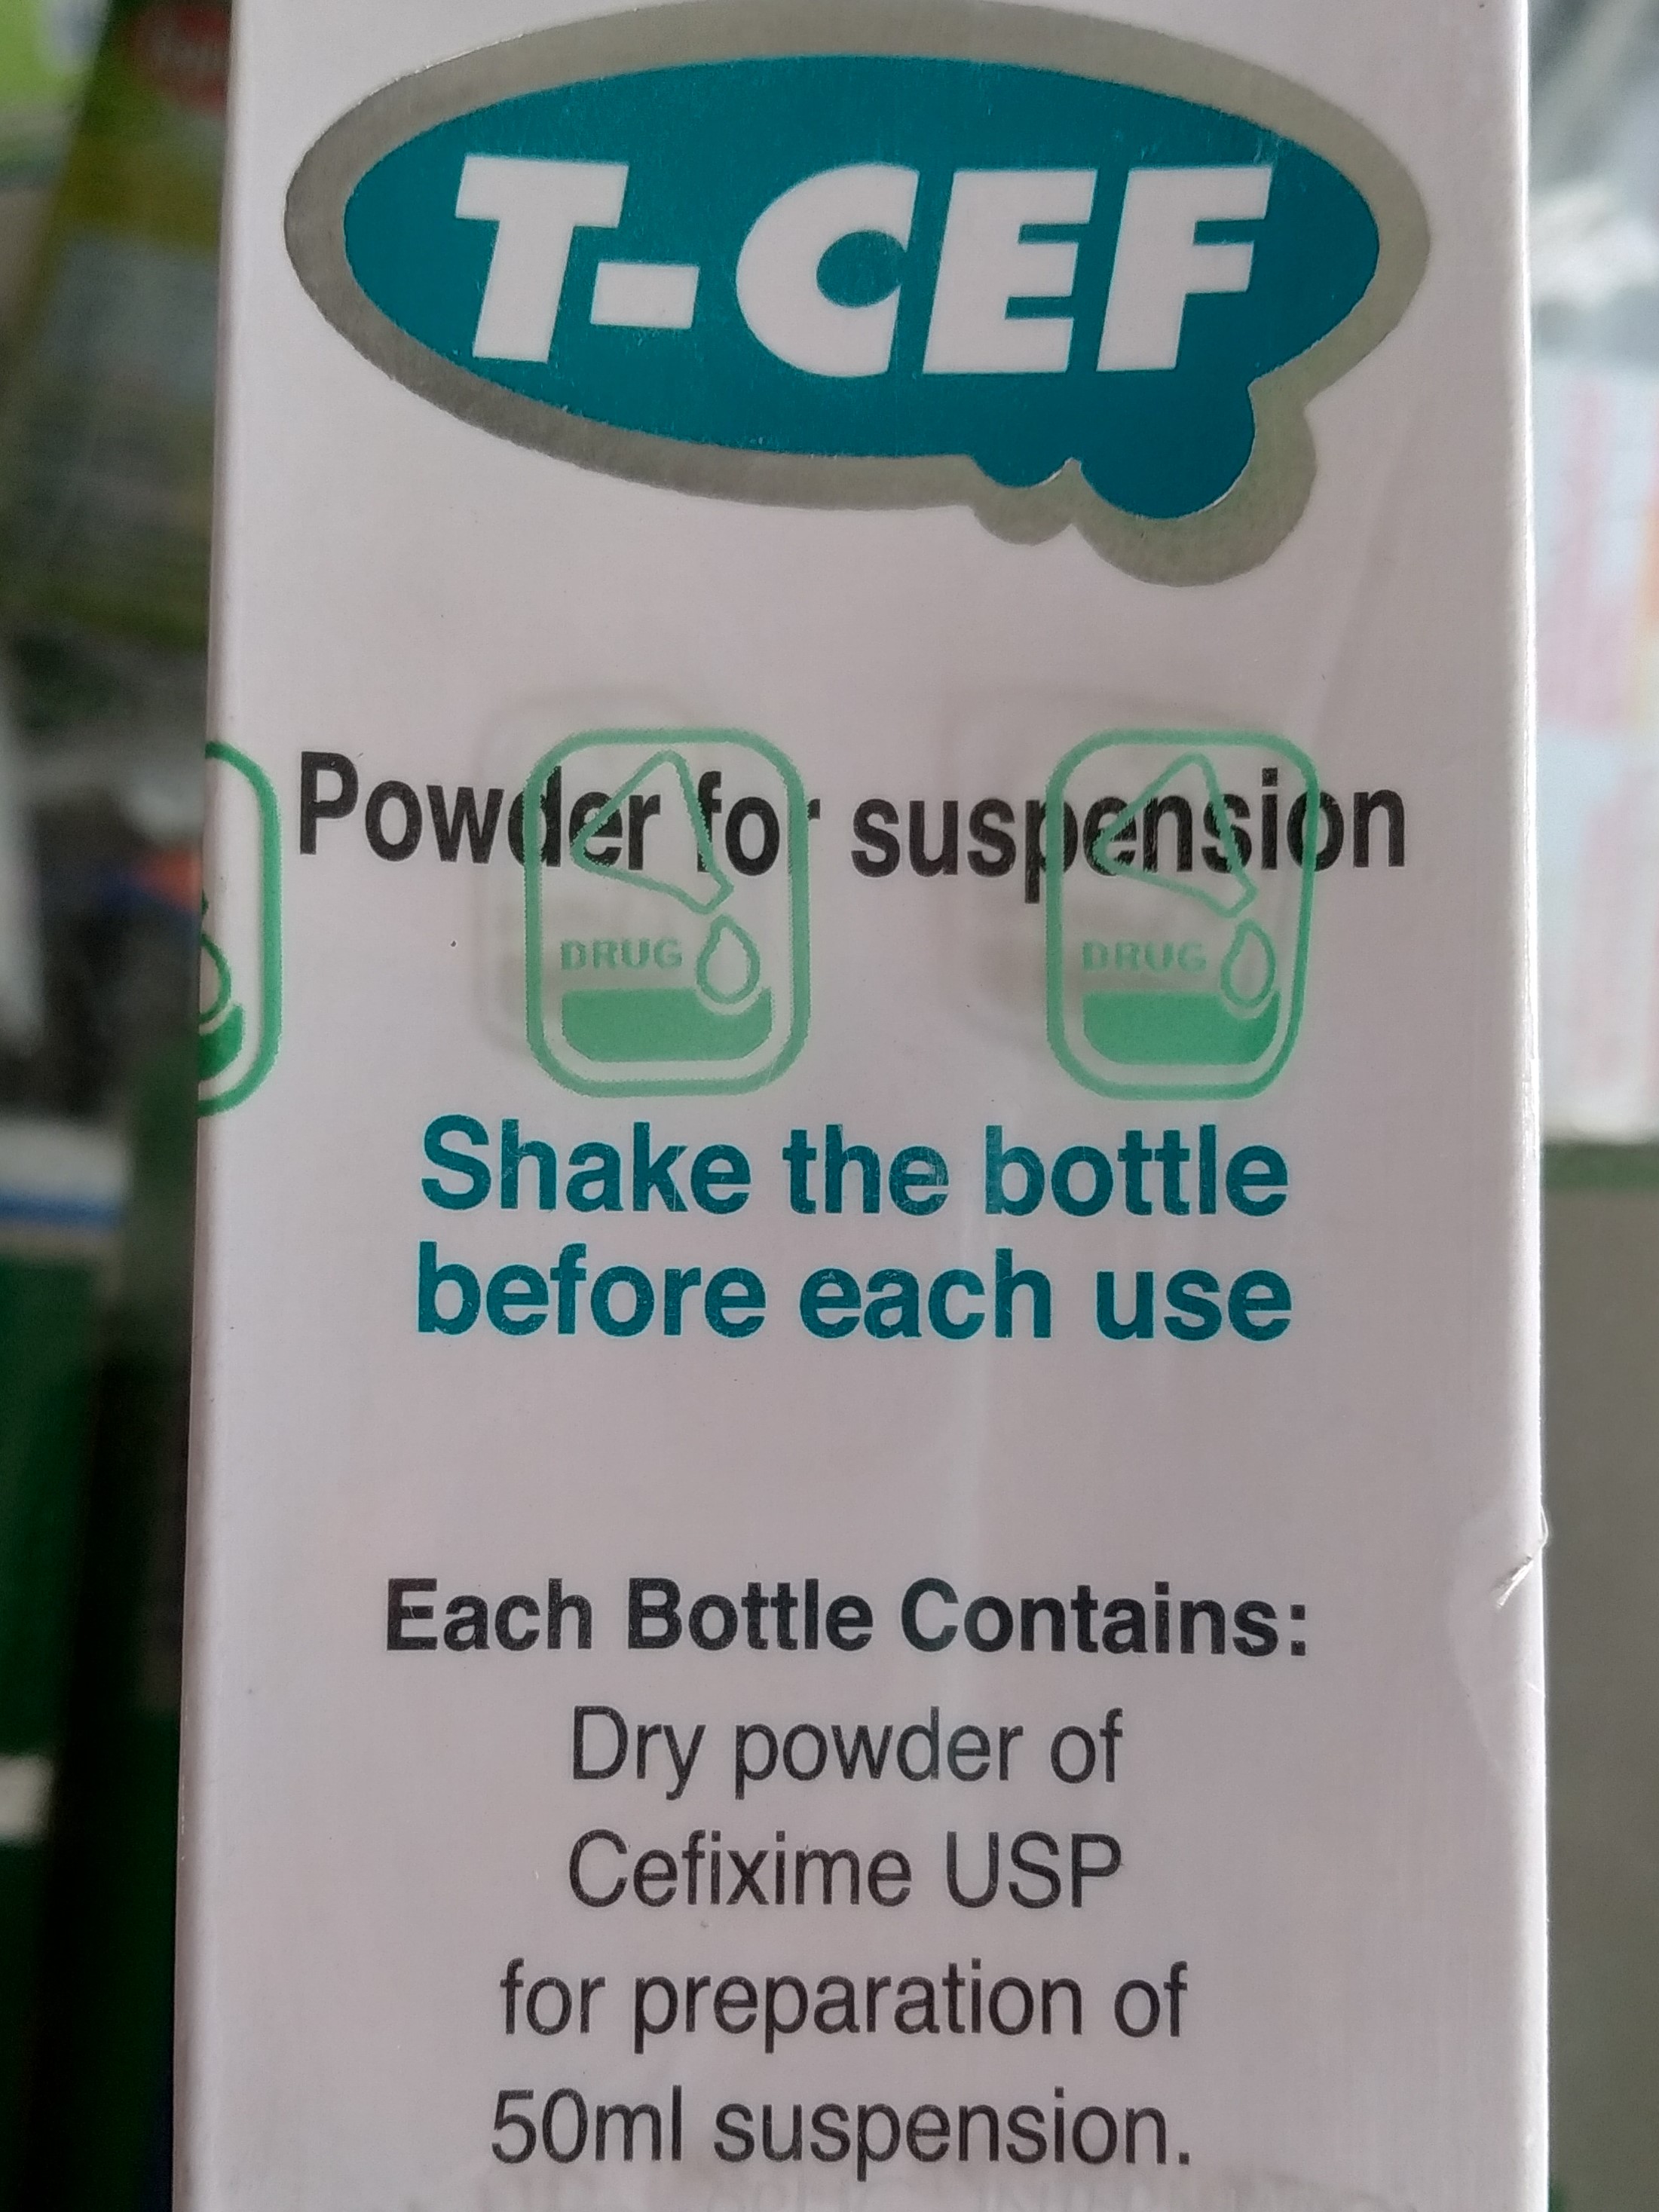 T-CEF
Powder for suspension
DRUG DRUG
Shake the bottle
before each use
Each Bottle Contains:
Dry powder of
Cefixime USP
for preparation of
50ml suspension.